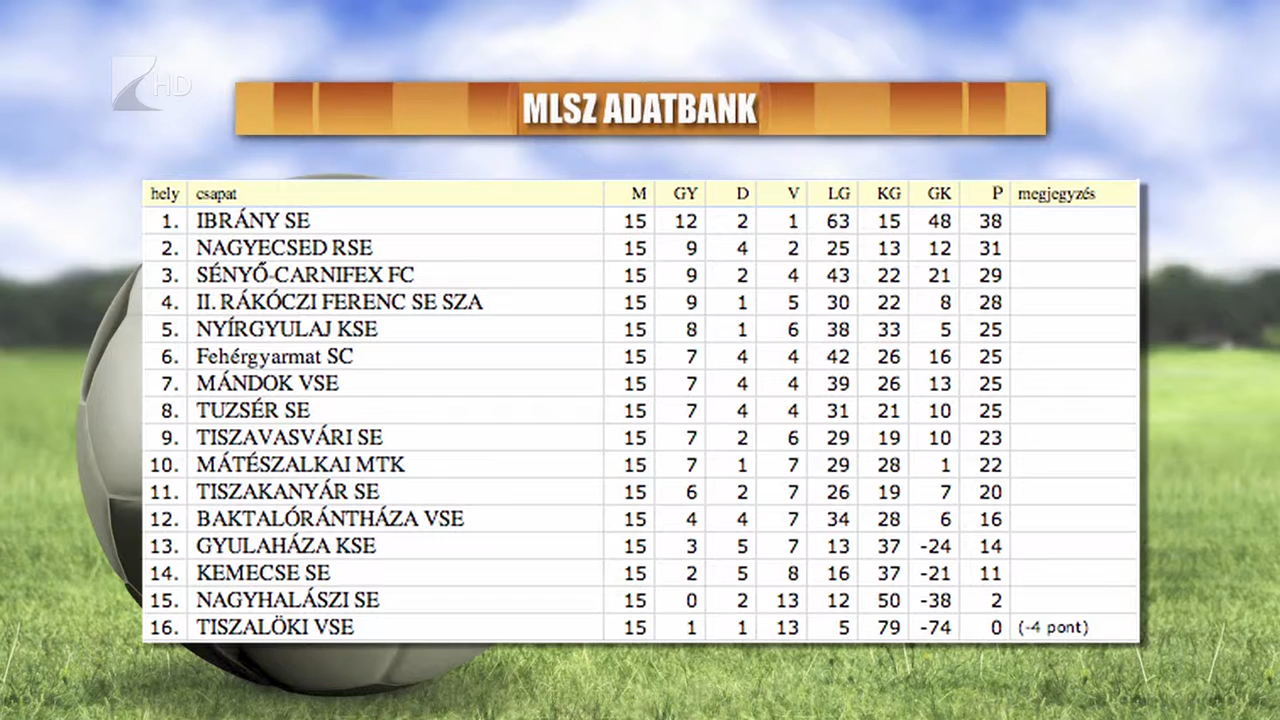 HD
MLSZ ADATBANK
hely csapat M GY D V LG KG GK P megjegyzés
1. IBRÁNY SE 15 12 2 1 63 15 48 38
2. NAGYECSED RSE 15 9 4 2 25 13 12 31
3. SÉNYŐ-CARNIFEX FC 15 9 2 4 43 22 21 29
4. II. RÁKÓCZI FERENC SE SZA 15 9 1 5 30 22 8 28
5. NYÍRGYULAJ KSE 15 8 1 6 38 33 5 25
6. Fehérgyarmat SC 15 7 4 4 42 26 16 25
7. MÁNDOK VSE 15 7 4 4 39 26 13 25
8. TUZSÉR SE 15 7 4 4 31 21 10 25
9. TISZAVASVÁRI SE 15 7 2 6 29 19 10 23
10. MÁTÉSZALKAI MTK 15 7 1 7 29 28 1 22
11. TISZAKANYÁR SE 15 6 2 7 26 19 7 20
12. BAKTALÓRÁNTHÁZA VSE 15 4 4 7 34 28 6 16
13. GYULAHÁZA KSE 15 3 5 7 13 37 -24 14
14. KEMECSE SE 15 2 5 8 16 37 -21 11
15. NAGYHALÁSZI SE 15 0 2 13 12 50 -38 2
16. TISZALÖKI VSE 15 1 1 13 5 79 -74 0 (-4 pont)